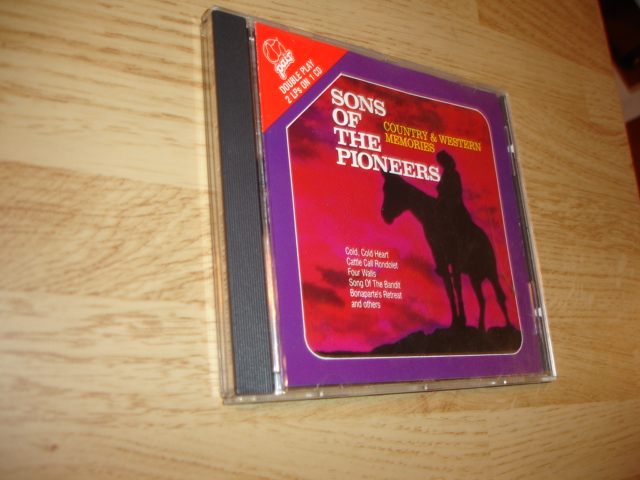 pair
DOUBLE PLAY
2 LPs ON 1 CD
SONS
OF
THE
PIONEERS
COUNTRY & WESTERN
MEMORIES
Cold, Cold Heart
Cattle Call Rondolet
Four Walls
Song Of The Bandit
Bonaparte's Retreat
and others